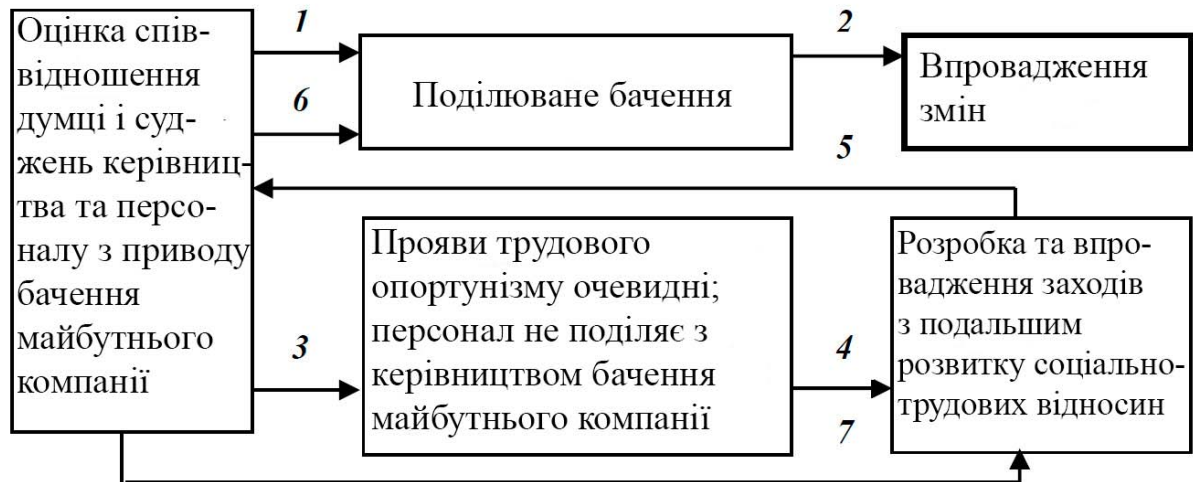 Оцінка спів-
відношення
думці і суд-
жень керівниц-
тва та персо-
налу з приводу
бачення
майбутнього
компанії
1
6
Поділюване бачення
2
Впровадження
змін
5
3
Прояви трудового
опортунізму очевидні;
персонал не поділяє з
керівництвом бачення
майбутнього компанії
4
7
Розробка та впро-
вадження заходів
з подальшим
розвитку соціально-
трудових відносин